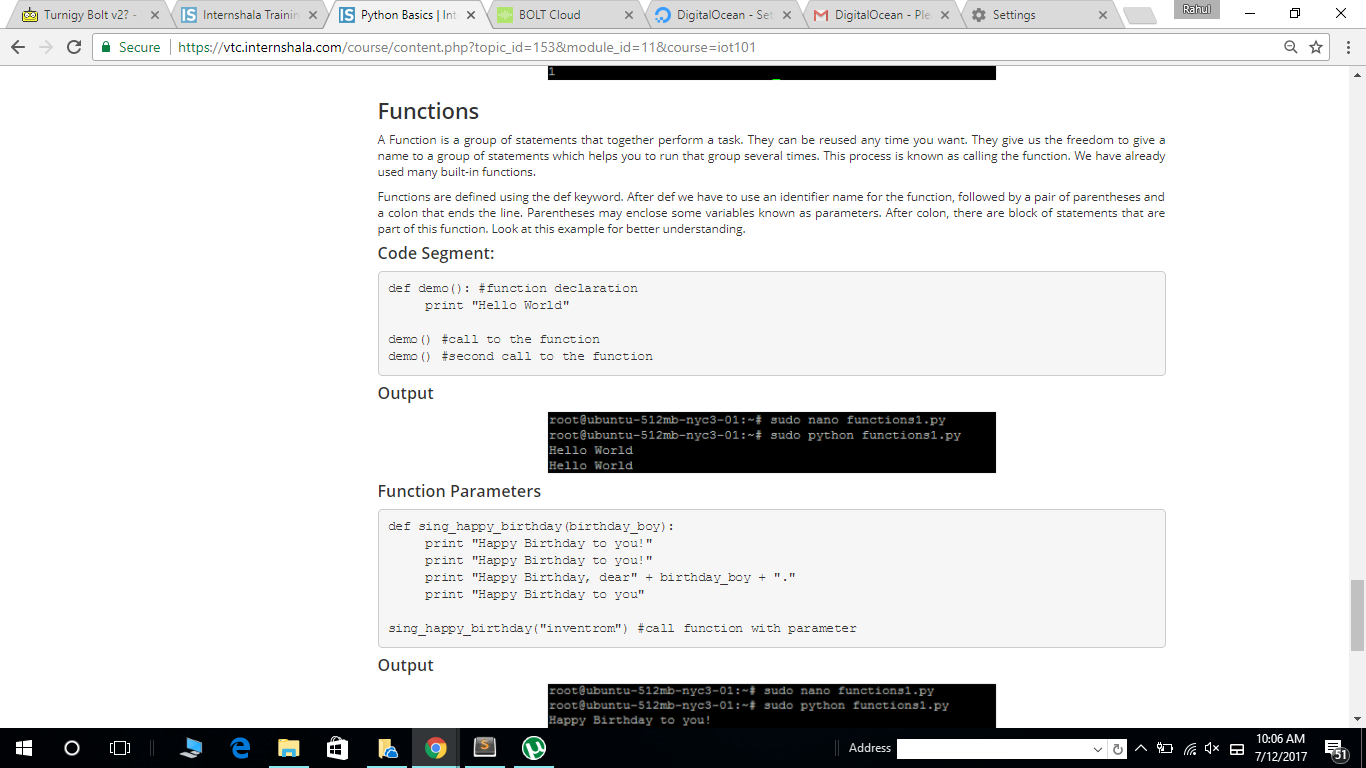 Turnigy Bolt v2? -
Internshala Trainin
Python Basics | Int
BOLT Cloud
DigitalOcean - Set
DigitalOcean - Ple
Settings
Rahul
Secure
https://vtc.internshala.com/course/content.php?topic_id=153&module_id=11&course=iot101
1
Functions
A Function is a group of statements that together perform a task. They can be reused any time you want. They give us the freedom to give a
name to a group of statements which helps you to run that group several times. This process is known as calling the function. We have already
used many built-in functions.
Functions are defined using the def keyword. After def we have to use an identifier name for the function, followed by a pair of parentheses and
a colon that ends the line. Parentheses may enclose some variables known as parameters. After colon, there are block of statements that are
part of this function. Look at this example for better understanding.
Code Segment:
def demo(): #function declaration
print "Hello World"
demo() #call to the function
demo() #second call to the function
Output
root@ubuntu-512mb-nyc3-01:~# sudo nano functions1.py
root@ubuntu-512mb-nyc3-01:~# sudo python functions1.py
Hello World
Hello World
Function Parameters
def sing_happy_birthday(birthday_boy):
print "Happy Birthday to you!"
print "Happy Birthday to you!"
print "Happy Birthday, dear" + birthday_boy + "."
print "Happy Birthday to you"
sing_happy_birthday("inventrom") #call function with parameter
Output
root@ubuntu-512mb-nyc3-01:~# sudo nano functions1.py
root@ubuntu-512mb-nyc3-01:~# sudo python functions1.py
Happy Birthday to you!
Address
10:06 AM
7/12/2017
51